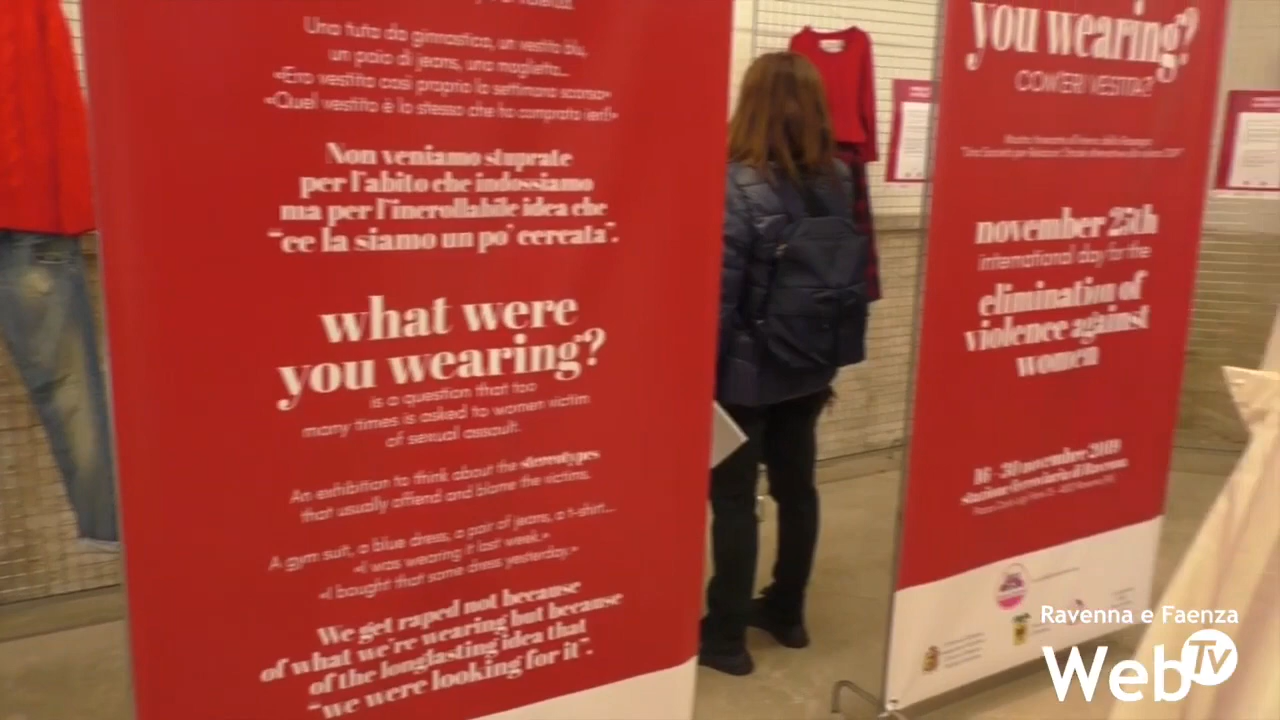 Una tuta da ginnastica, un vestito blu,
un paio di jeans, una maglietta...
«Ero vestita così proprio la settimana scorsa»
«Quel vestito è lo stesso che ho comprato ieri!»
Non veniamo stuprate
per l'abito che indossiamo
ma per l'incrollabile idea che
"ce la siamo un po' cercata".
what were
you wearing?
is a question that too
many times is asked to women victim
of sexual assault.
An exhibition to think about the stereotypes
that usually offend and blame the victims.
A gym suit, a blue dress, a pair of jeans, a t-shirt...
«I was wearing it last week.»
«I bought that same dress yesterday.»
We get raped not because
of what we're wearing but because
of the longlasting idea that
"we were looking for it".
you wearing?
COM'ERI VESTITA?
november 25th
international day for the
elimination of
violence against
women
16 - 30 novembre 2019
stazione ferroviaria di Ravenna
Ravenna e Faenza
WebTV